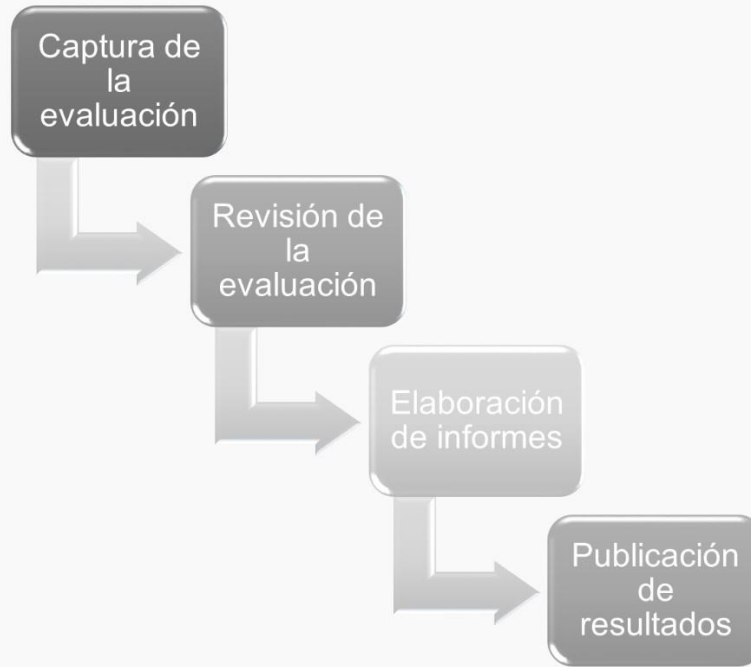 Captura de
la
evaluación
Revisión de
la
evaluación
Elaboración
de informes
Publicación
de
resultados